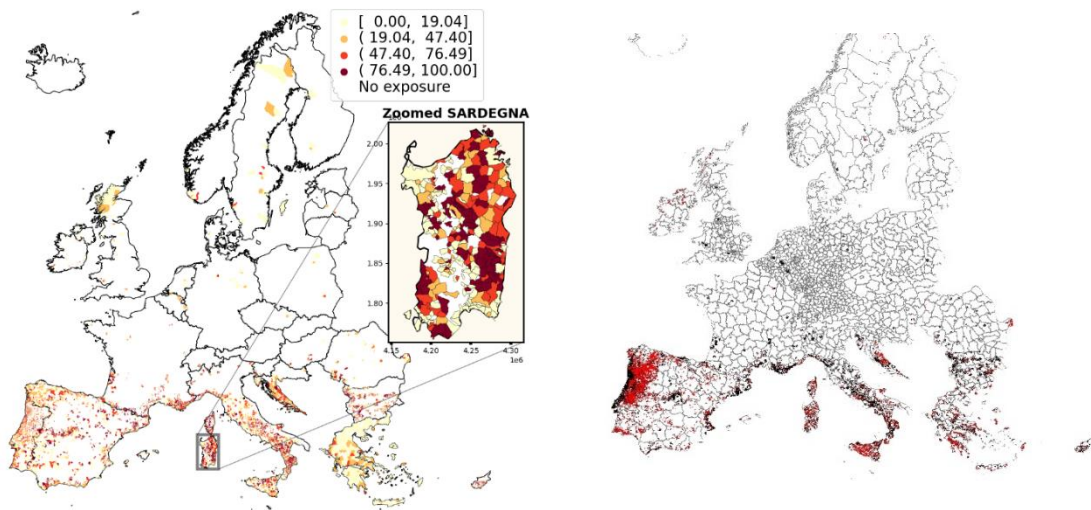 [ 0.00, 19.04]
( 19.04, 47.40]
( 47.40, 76.49]
( 76.49, 100.00]
No exposure
Zoomed SARDEGNA
2.00
1.95
1.90
1.85
1.80
4.15 4.20 4.25 4.30
1e6